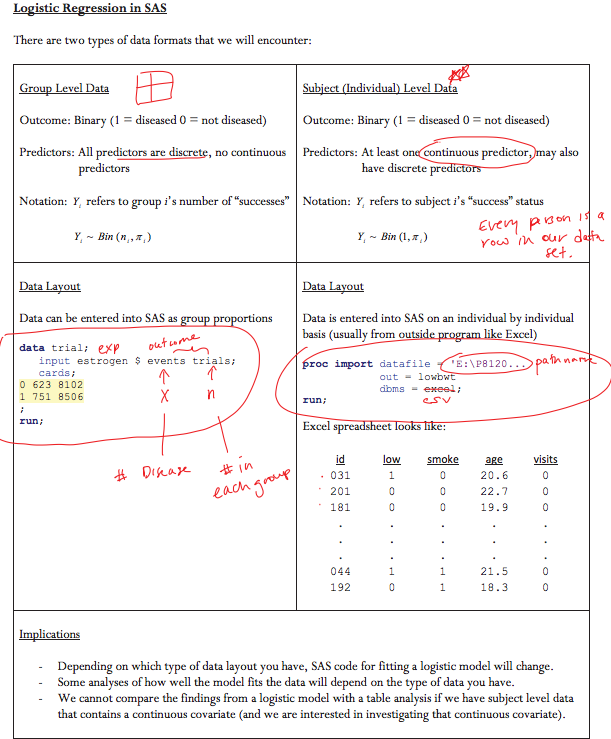 Logistic Regression in SAS
There are two types of data formats that we will encounter:
Group Level Data
Outcome: Binary (1 = diseased 0 = not diseased)
Predictors: All predictors are discrete, no continuous
predictors
Notation: Yᵢ refers to group i's number of "successes"
Yᵢ ~ Bin (nᵢ, πᵢ)
Subject (Individual) Level Data
Outcome: Binary (1 = diseased 0 = not diseased)
Predictors: At least one continuous predictor, may also
have discrete predictors
Notation: Yᵢ refers to subject i's "success" status
Yᵢ ~ Bin (1, πᵢ)
Every person is a
row in our data
set.
Data Layout
Data can be entered into SAS as group proportions
data trial; exp outcome
input estrogen $ events trials;
cards;
0 623 8102
1 751 8506
;
run;
X n
# Disease # in
each group
Data Layout
Data is entered into SAS on an individual by individual
basis (usually from outside program like Excel)
proc import datafile = 'E:\P8120... pathname
out = lowbwt
dbms = excel;
csv
run;
Excel spreadsheet looks like:
id low smoke age visits
031 1 0 20.6 0
201 0 0 22.7 0
181 0 0 19.9 0
. . . . .
. . . . .
. . . . .
044 1 1 21.5 0
192 0 1 18.3 0
Implications
- Depending on which type of data layout you have, SAS code for fitting a logistic model will change.
- Some analyses of how well the model fits the data will depend on the type of data you have.
- We cannot compare the findings from a logistic model with a table analysis if we have subject level data
that contains a continuous covariate (and we are interested in investigating that continuous covariate).